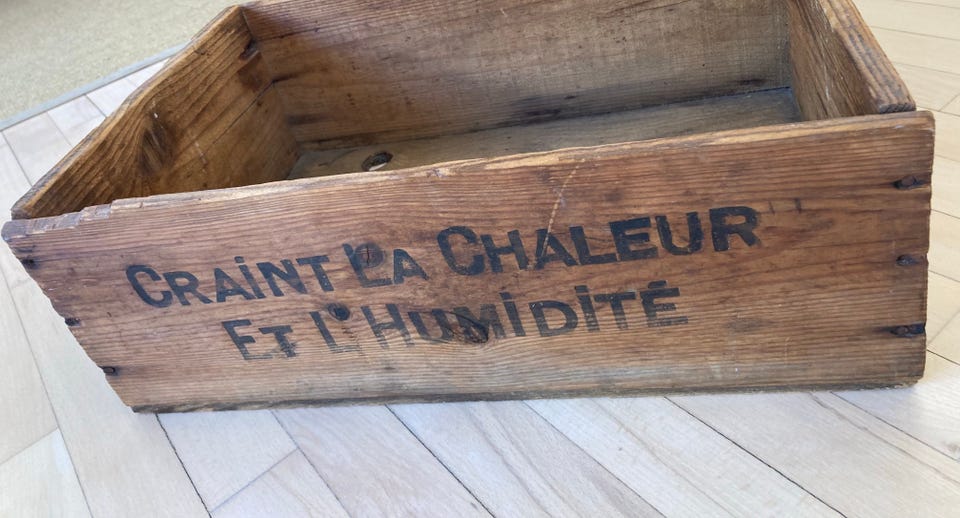 CRAiNT LA CHALEUR
ET L'HUMiDiTÉ